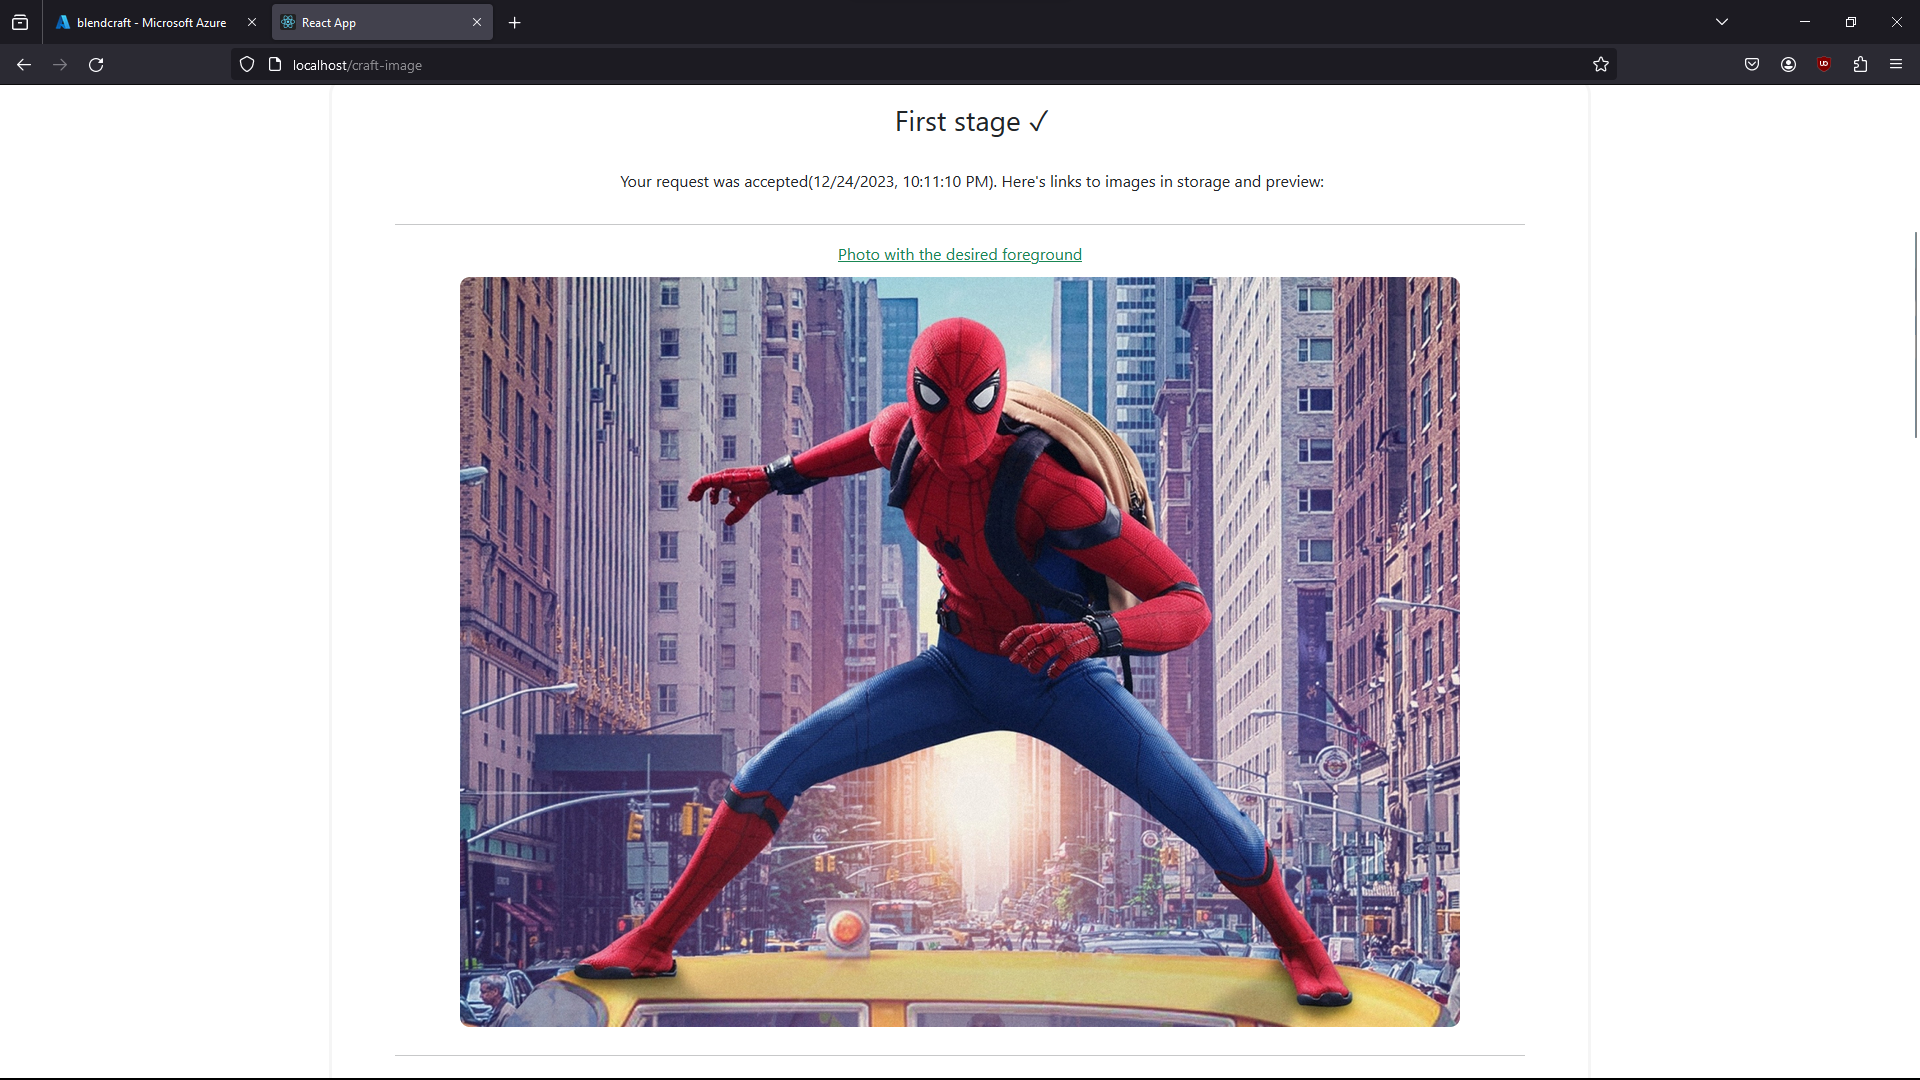 blendcraft - Microsoft Azure
React App
localhost/craft-image
First stage ✓
Your request was accepted(12/24/2023, 10:11:10 PM). Here's links to images in storage and preview:
Photo with the desired foreground